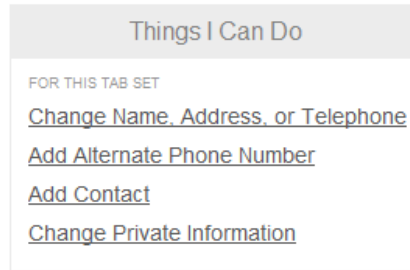 Things I Can Do
FOR THIS TAB SET
Change Name, Address, or Telephone
Add Alternate Phone Number
Add Contact
Change Private Information